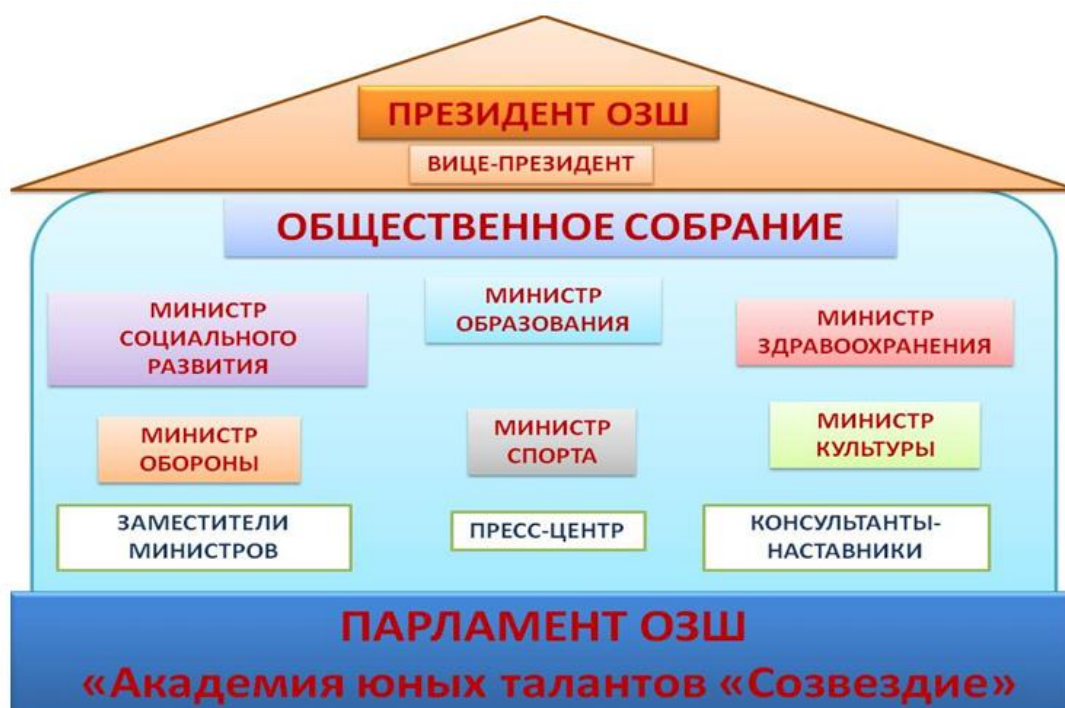 ПРЕЗИДЕНТ ОЗШ
ВИЦЕ-ПРЕЗИДЕНТ
ОБЩЕСТВЕННОЕ СОБРАНИЕ
МИНИСТР
СОЦИАЛЬНОГО
РАЗВИТИЯ
МИНИСТР
ОБРАЗОВАНИЯ
МИНИСТР
ЗДРАВООХРАНЕНИЯ
МИНИСТР
ОБОРОНЫ
МИНИСТР
СПОРТА
МИНИСТР
КУЛЬТУРЫ
ЗАМЕСТИТЕЛИ
МИНИСТРОВ
ПРЕСС-ЦЕНТР
КОНСУЛЬТАНТЫ-
НАСТАВНИКИ
ПАРЛАМЕНТ ОЗШ
«Академия юных талантов «Созвездие»